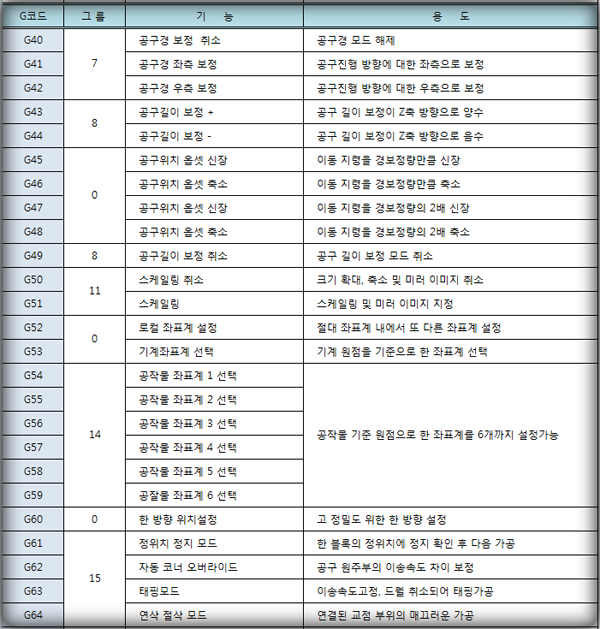 G코드 그 룹 기 능 용 도
G40 7 공구경 보정 취소 공구경 모드 해제
G41 공구경 좌측 보정 공구진행 방향에 대한 좌측으로 보정
G42 공구경 우측 보정 공구진행 방향에 대한 우측으로 보정
G43 8 공구길이 보정 + 공구 길이 보정이 Z축 방향으로 양수
G44 공구길이 보정 - 공구 길이 보정이 Z축 방향으로 음수
G45 0 공구위치 옵셋 신장 이동 지령을 경보정량만큼 신장
G46 공구위치 옵셋 축소 이동 지령을 경보정량만큼 축소
G47 공구위치 옵셋 신장 이동 지령을 경보정량의 2배 신장
G48 공구위치 옵셋 축소 이동 지령을 경보정량의 2배 축소
G49 8 공구길이 보정 취소 공구 길이 보정 모드 취소
G50 11 스케일링 취소 크기 확대, 축소 및 미러 이미지 취소
G51 스케일링 스케일링 및 미러 이미지 지정
G52 0 로컬 좌표계 설정 절대 좌표계 내에서 또 다른 좌표계 설정
G53 기계좌표계 선택 기계 원점을 기준으로 한 좌표계 선택
G54 14 공작물 좌표계 1 선택 공작물 기준 원점으로 한 좌표계를 6개까지 설정가능
G55 공작물 좌표계 2 선택
G56 공작물 좌표계 3 선택
G57 공작물 좌표계 4 선택
G58 공작물 좌표계 5 선택
G59 공잘물 좌표계 6 선택
G60 0 한 방향 위치설정 고 정밀도 위한 한 방향 설정
G61 15 정위치 정지 모드 한 블록의 정위치에 정지 확인 후 다음 가공
G62 자동 코너 오버라이드 공구 원주부의 이송속도 차이 보정
G63 태핑모드 이송속도고정, 드웰 취소되어 태핑가공
G64 연삭 절삭 모드 연결된 교점 부위의 매끄러운 가공